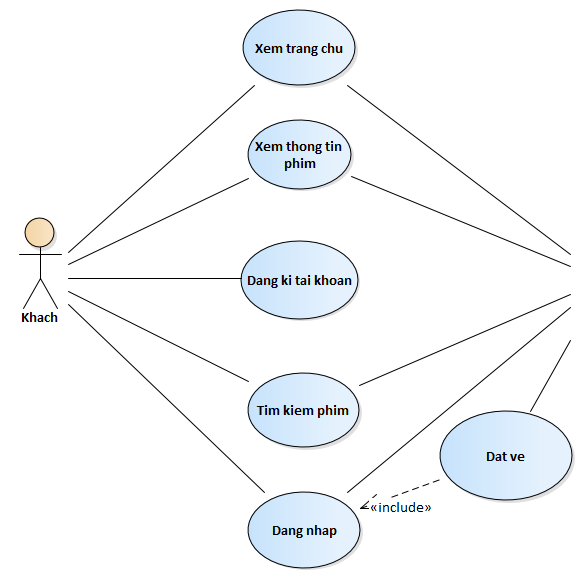 Xem trang chu
Xem thong tin
phim
Dang ki tai khoan
Khach
Tim kiem phim
Dat ve
«include»
Dang nhap